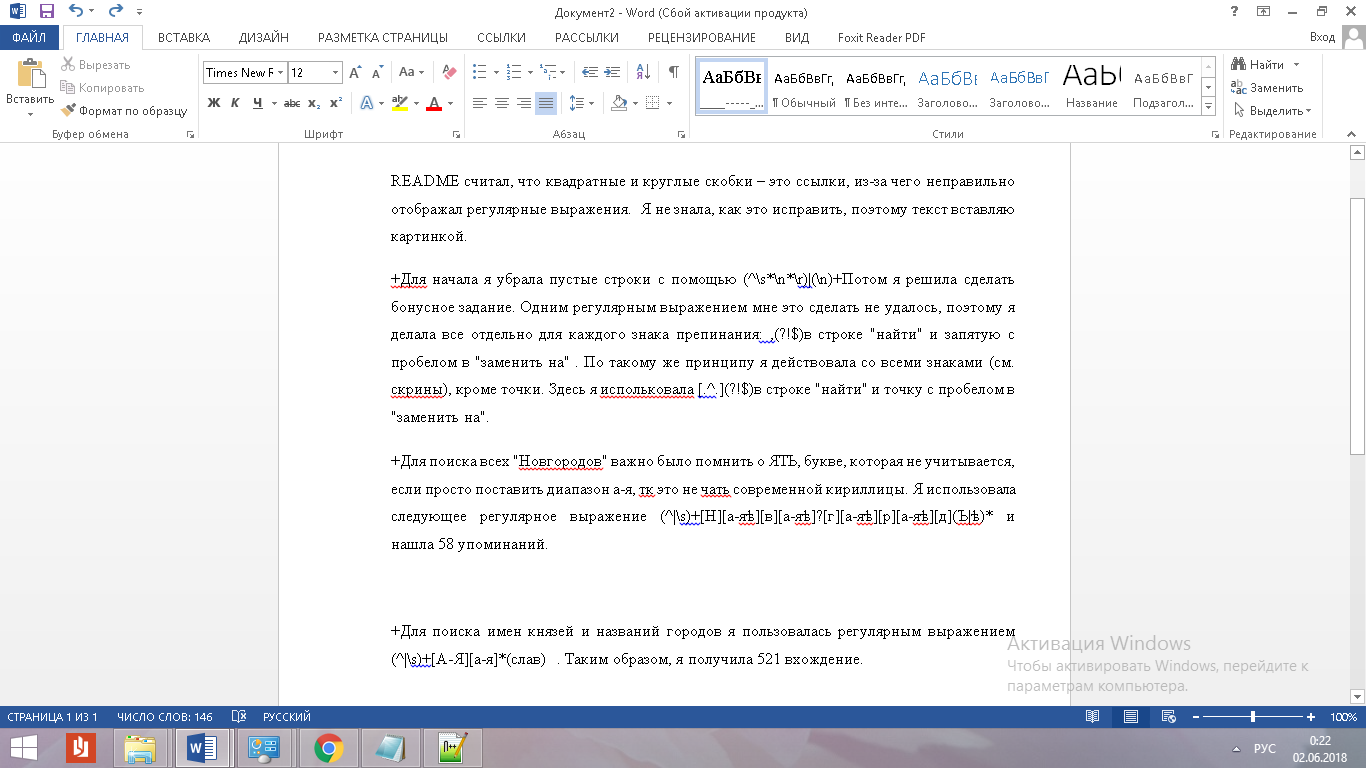 Документ2 - Word (Сбой активации продукта)
ФАЙЛ ГЛАВНАЯ ВСТАВКА ДИЗАЙН РАЗМЕТКА СТРАНИЦЫ ССЫЛКИ РАССЫЛКИ РЕЦЕНЗИРОВАНИЕ ВИД Foxit Reader PDF Вход
Вставить
Вырезать
Копировать
Формат по образцу
Буфер обмена
Times New F 12
Ж К Ч abc x₂ x²
Шрифт
Абзац
АаБбВв АаБбВвГг, АаБбВвГг, АаБбВв АаБбВвГ АаЫ АаБбВвГ
____-----_... ¶ Обычный ¶ Без инте... Заголово... Заголово... Название Подзагол...
Стили
Найти
Заменить
Выделить
Редактирование
README считал, что квадратные и круглые скобки – это ссылки, из-за чего неправильно
отображал регулярные выражения. Я не знала, как это исправить, поэтому текст вставляю
картинкой.
+Для начала я убрала пустые строки с помощью (^\s*\n*\r)|(\n)+Потом я решила сделать
бонусное задание. Одним регулярным выражением мне это сделать не удалось, поэтому я
делала все отдельно для каждого знака препинания: ,(?!$)в строке "найти" и запятую с
пробелом в "заменить на" . По такому же принципу я действовала со всеми знаками (см.
скрины), кроме точки. Здесь я испольковала [.^.](?!$)в строке "найти" и точку с пробелом в
"заменить на".
+Для поиска всех "Новгородов" важно было помнить о ЯТЬ, букве, которая не учитывается,
если просто поставить диапазон а-я, тк это не чать современной кириллицы. Я использовала
следующее регулярное выражение (^|\s)+[Н][а-яѣ][в][а-яѣ]?[г][а-яѣ][р][а-яѣ][д](Ъ|ѣ)* и
нашла 58 упоминаний.
+Для поиска имен князей и названий городов я пользовалась регулярным выражением
(^|\s)+[А-Я][а-я]*(слав) . Таким образом, я получила 521 вхождение.
Активация Windows
Чтобы активировать Windows, перейдите к
параметрам компьютера.
СТРАНИЦА 1 ИЗ 1 ЧИСЛО СЛОВ: 146 РУССКИЙ 100%
РУС 0:22
02.06.2018